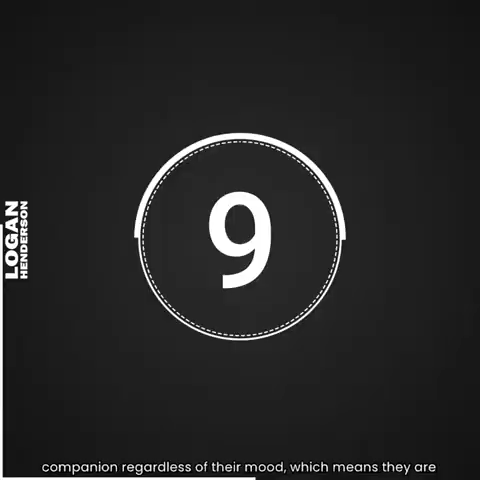 LOGAN
HENDERSON
9
companion regardless of their mood, which means they are